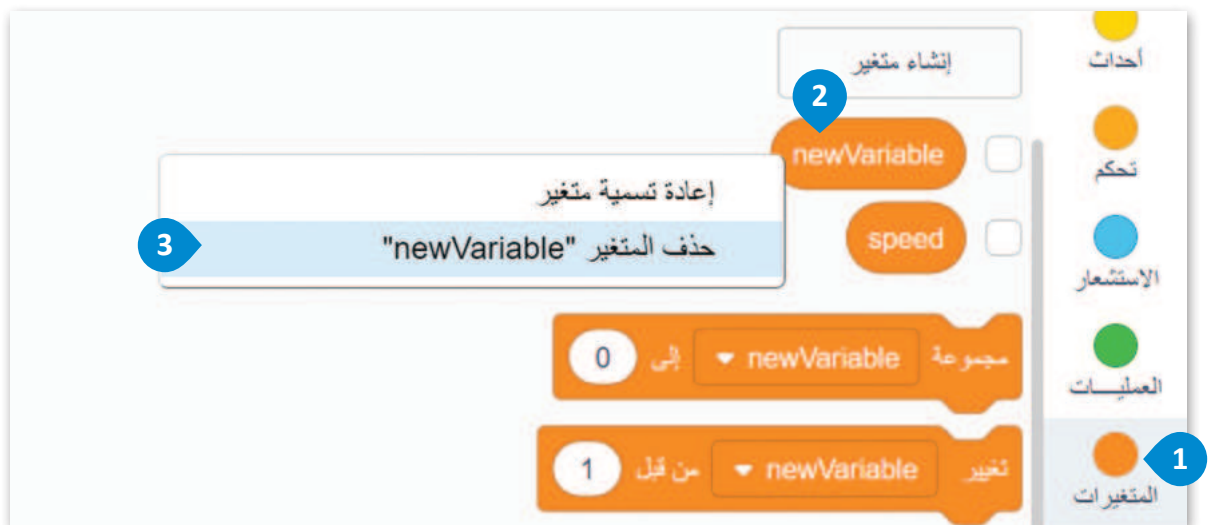 أحداث
تحكم
الاستشعار
العمليـــات
المتغيرات
1
إنشاء متغير
2
newVariable
إعادة تسمية متغير
حذف المتغير "newVariable"
3
speed
مجموعة newVariable إلى 0
تغيير newVariable من قبل 1